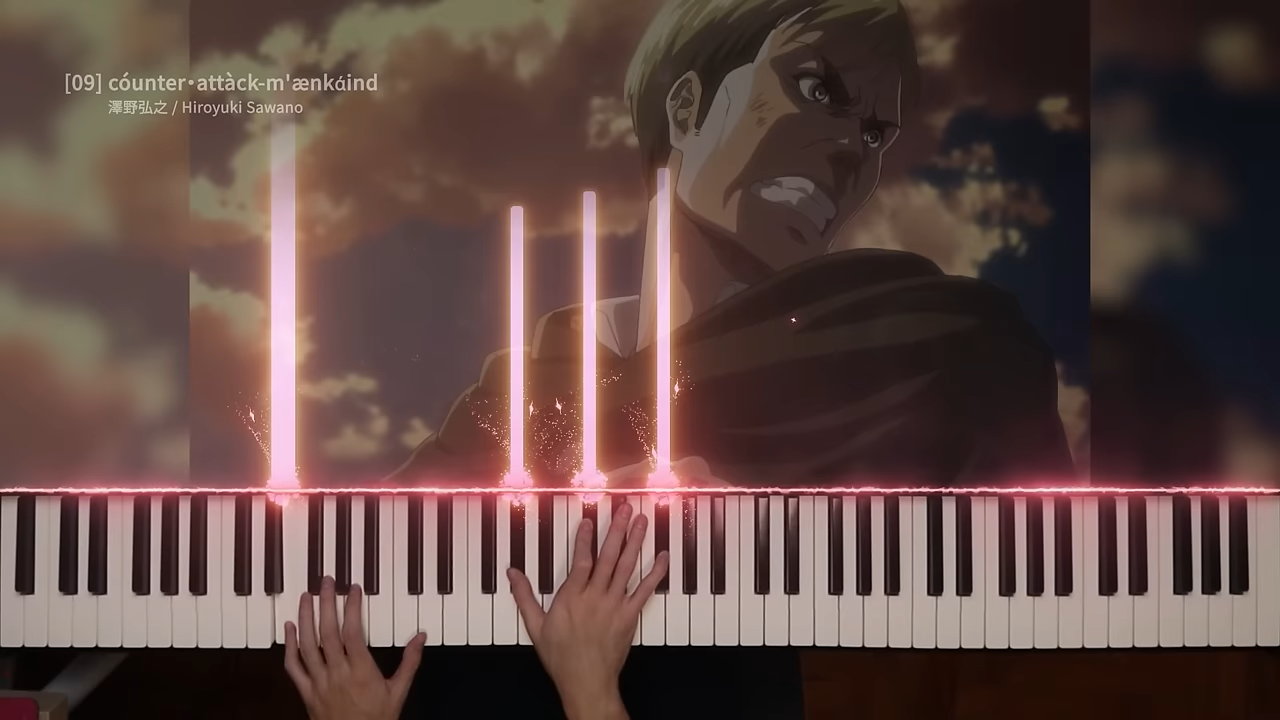 [09] cóunter・attàck-m'ænkάind
澤野弘之 / Hiroyuki Sawano